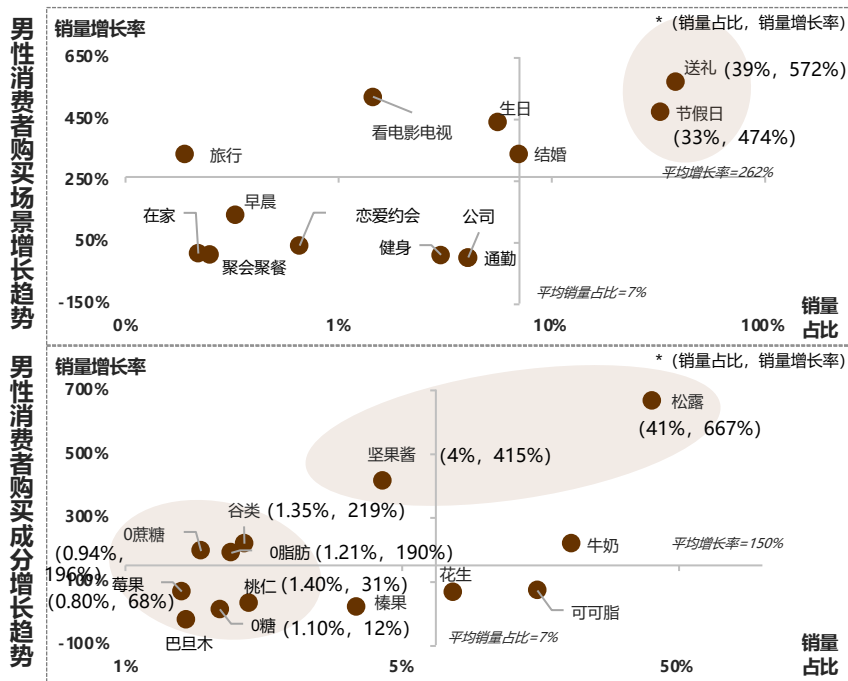 男性消费者购买场景增长趋势
销量增长率
*（销量占比，销量增长率）
650%
450%
250%
50%
-150%
送礼 (39%，572%)
节假日
(33%，474%)
看电影电视
生日
结婚
旅行
平均增长率=262%
早晨
在家
恋爱约会
公司
聚会聚餐
健身
通勤
平均销量占比=7%
0%
1%
10%
100%
销量
占比
男性消费者购买成分增长趋势
销量增长率
*（销量占比，销量增长率）
700%
500%
300%
100%
-100%
松露
(41%，667%)
坚果酱 (4%，415%)
谷类 (1.35%，219%)
0蔗糖
(0.94%，
196%)
0脂肪 (1.21%，190%)
牛奶
平均增长率=150%
莓果
(0.80%，68%)
桃仁 (1.40%，31%)
花生
榛果
可可脂
0糖 (1.10%，12%)
巴旦木
平均销量占比=7%
1%
5%
50%
销量
占比